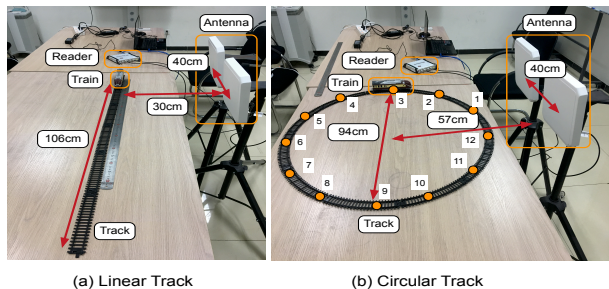 Antenna
Reader
40cm
Train
30cm
106cm
Track
(a) Linear Track
Antenna
Reader
40cm
Train
1
2
3
4
5
6
7
8
9
10
11
12
57cm
94cm
Track
(b) Circular Track